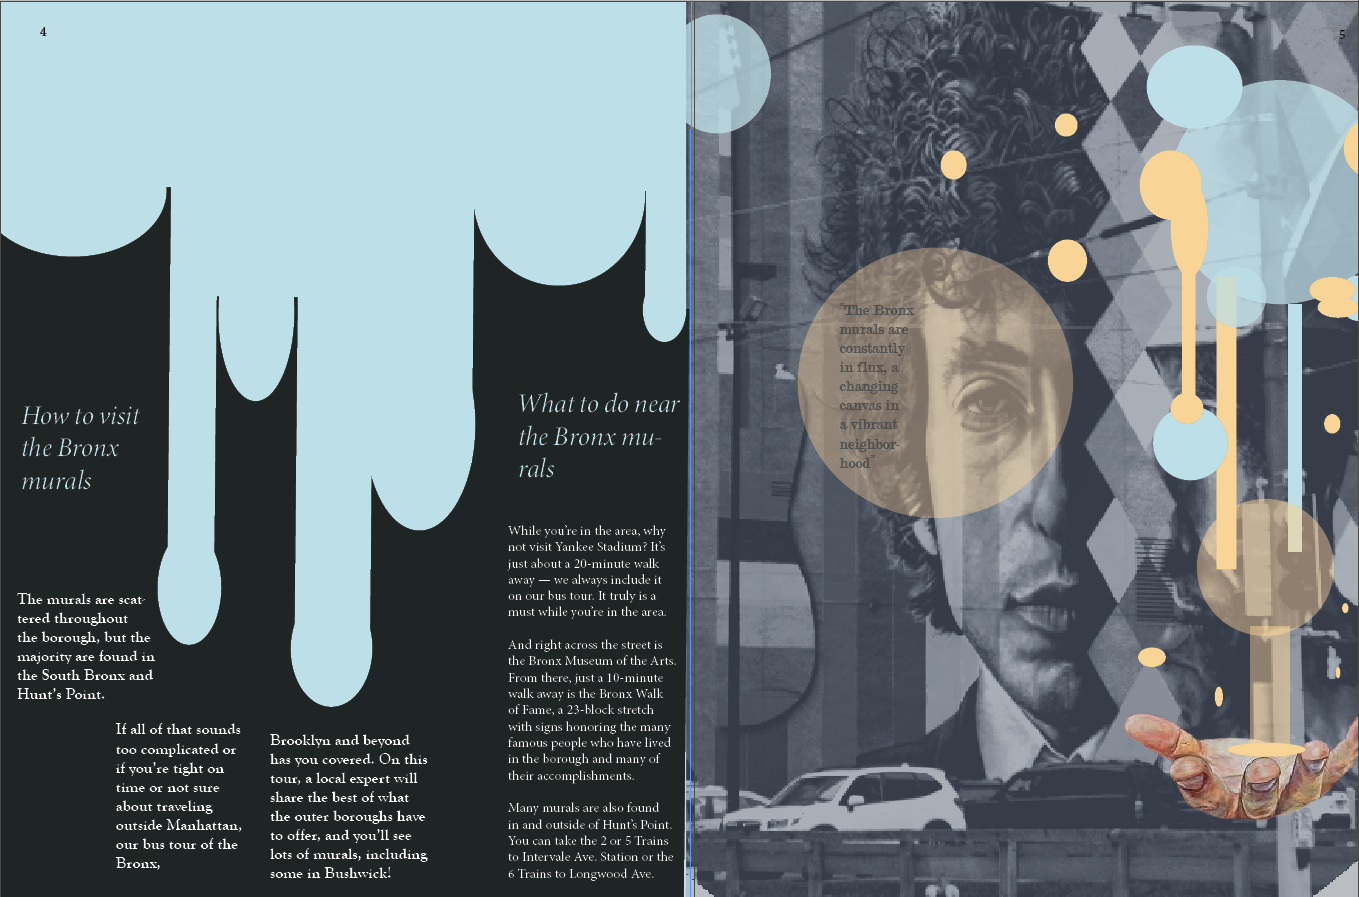 4
How to visit
the Bronx
murals
The murals are scat-
tered throughout
the borough, but the
majority are found in
the South Bronx and
Hunt's Point.
If all of that sounds
too complicated or
if you're tight on
time or not sure
about traveling
outside Manhattan,
our bus tour of the
Bronx,
Brooklyn and beyond
has you covered. On this
tour, a local expert will
share the best of what
the outer boroughs have
to offer, and you'll see
lots of murals, including
some in Bushwick!
What to do near
the Bronx mu-
rals
While you're in the area, why
not visit Yankee Stadium? It's
just about a 20-minute walk
away — we always include it
on our bus tour. It truly is a
must while you're in the area.
And right across the street is
the Bronx Museum of the Arts.
From there, just a 10-minute
walk away is the Bronx Walk
of Fame, a 23-block stretch
with signs honoring the many
famous people who have lived
in the borough and many of
their accomplishments.
Many murals are also found
in and outside of Hunt's Point.
You can take the 2 or 5 Trains
to Intervale Ave. Station or the
6 Trains to Longwood Ave.
5
"The Bronx
murals are
constantly
in flux, a
changing
canvas in
a vibrant
neighbor-
hood"